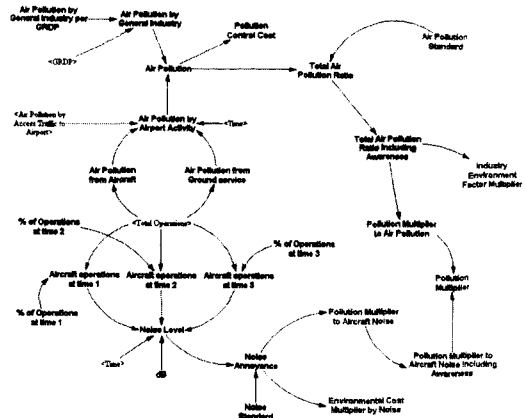 Air Pollution by
General Industry per
GRDP
Air Pollution by
General Industry
Pollution
Control Cost
Air Pollution
Standard
<GRDP>
Air Pollution
Total Air
Pollution Ratio
<Air Pollution by
Access Traffic to
Airport>
Air Pollution by
Airport Activity
<Time>
Total Air Pollution
Ratio Including
Awareness
Industry
Environment
Factor Multiplier
Air Pollution
from Aircraft
Air Pollution from
Ground service
% of Operations
at time 2
<Total Operations>
Pollution Multiplier
to Air Pollution
% of Operations
at time 3
Aircraft operations
at time 1
Aircraft operations
at time 2
Aircraft operations
at time 3
Pollution
Multiplier
% of Operations
at time 1
Noise Level
Pollution Multiplier
to Aircraft Noise
<Time>
dB
Noise
Annoyance
Pollution Multiplier to
Aircraft Noise Including
Awareness
Noise
Standard
Environmental Cost
Multiplier by Noise